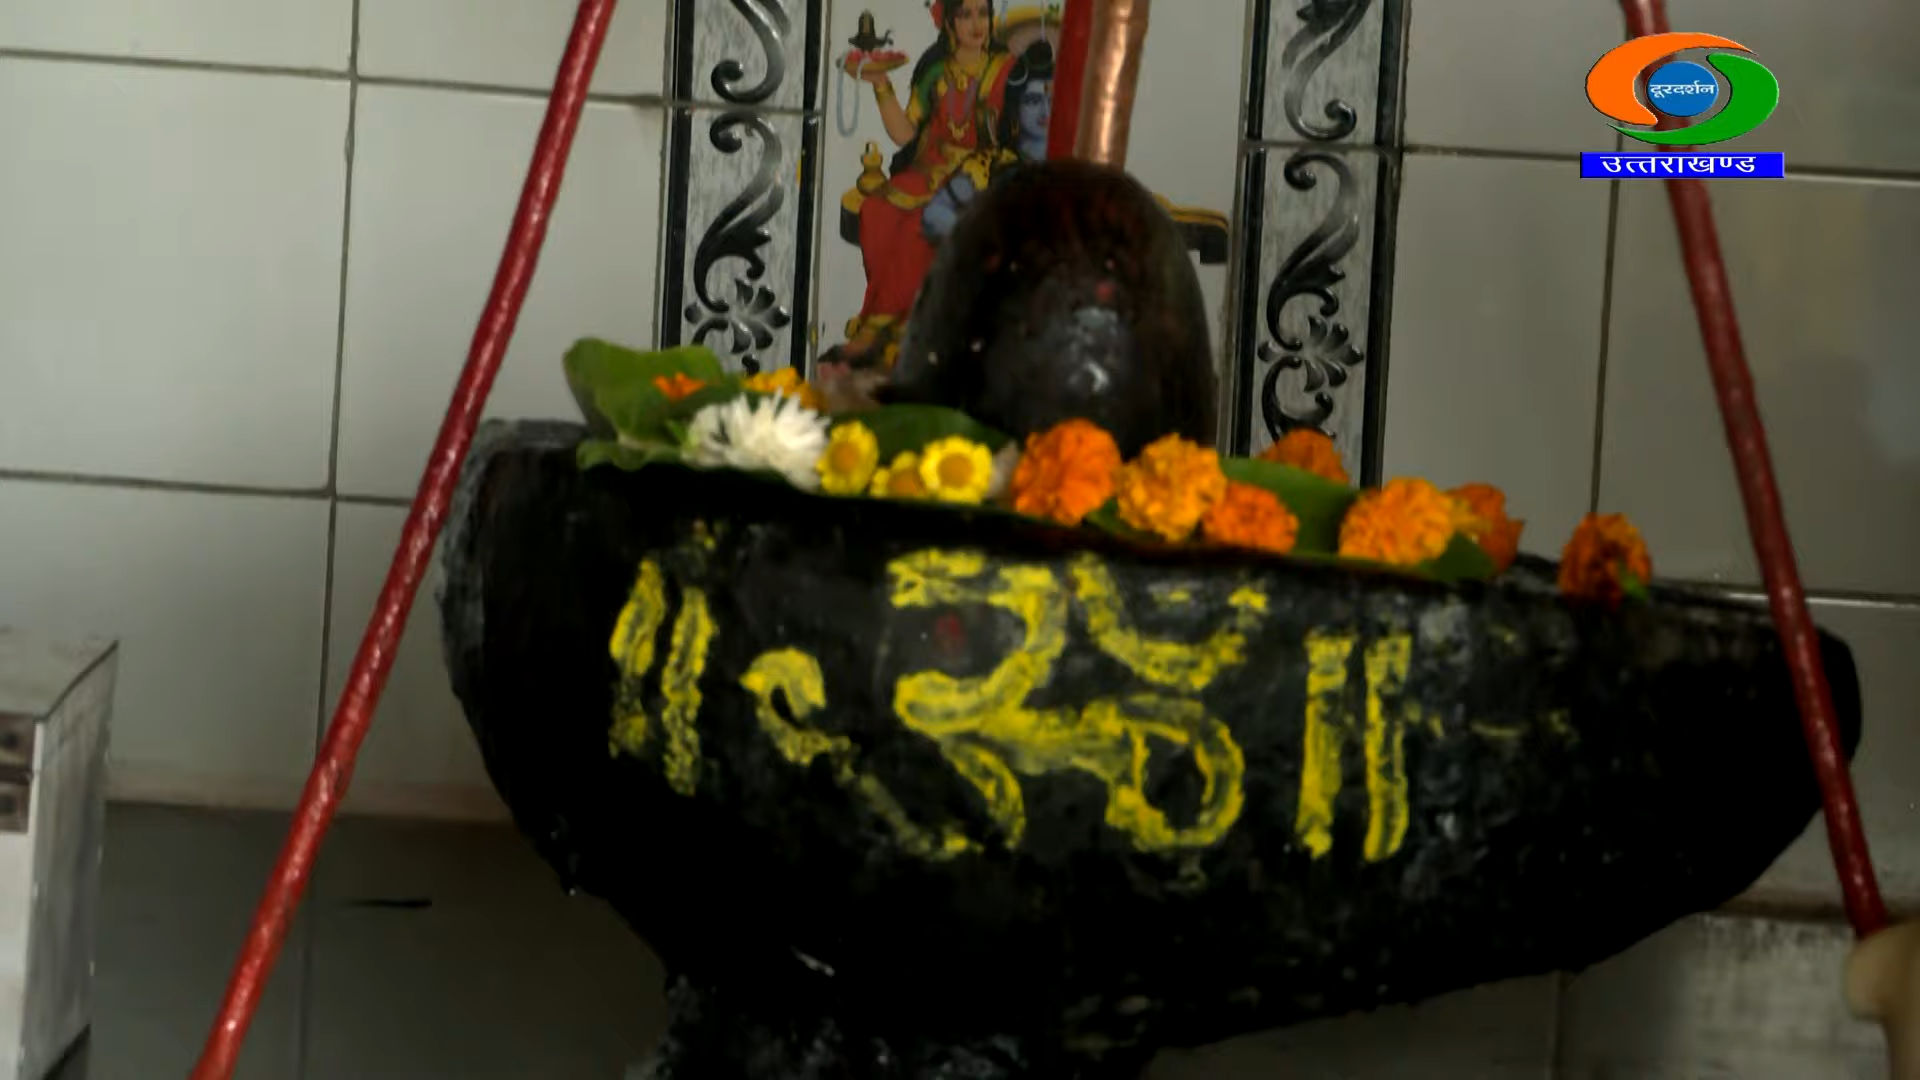 दूरदर्शन
उत्तराखण्ड
॥ ॐ ॥